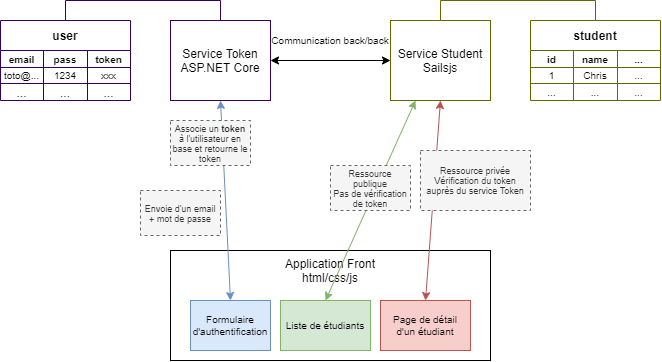 user
email pass token
toto@... 1234 xxx
... ... ...
Service Token
ASP.NET Core
Communication back/back
Service Student
Sailsjs
student
id name ...
1 Chris ...
... ... ...
Associe un token
à l'utilisateur en
base et retourne le
token
Envoie d'un email
+ mot de passe
Ressource
publique
Pas de vérification
de token
Ressource privée
Vérification du token
auprès du service Token
Application Front
html/css/js
Formulaire
d'authentification
Liste de étudiants
Page de détail
d'un étudiant